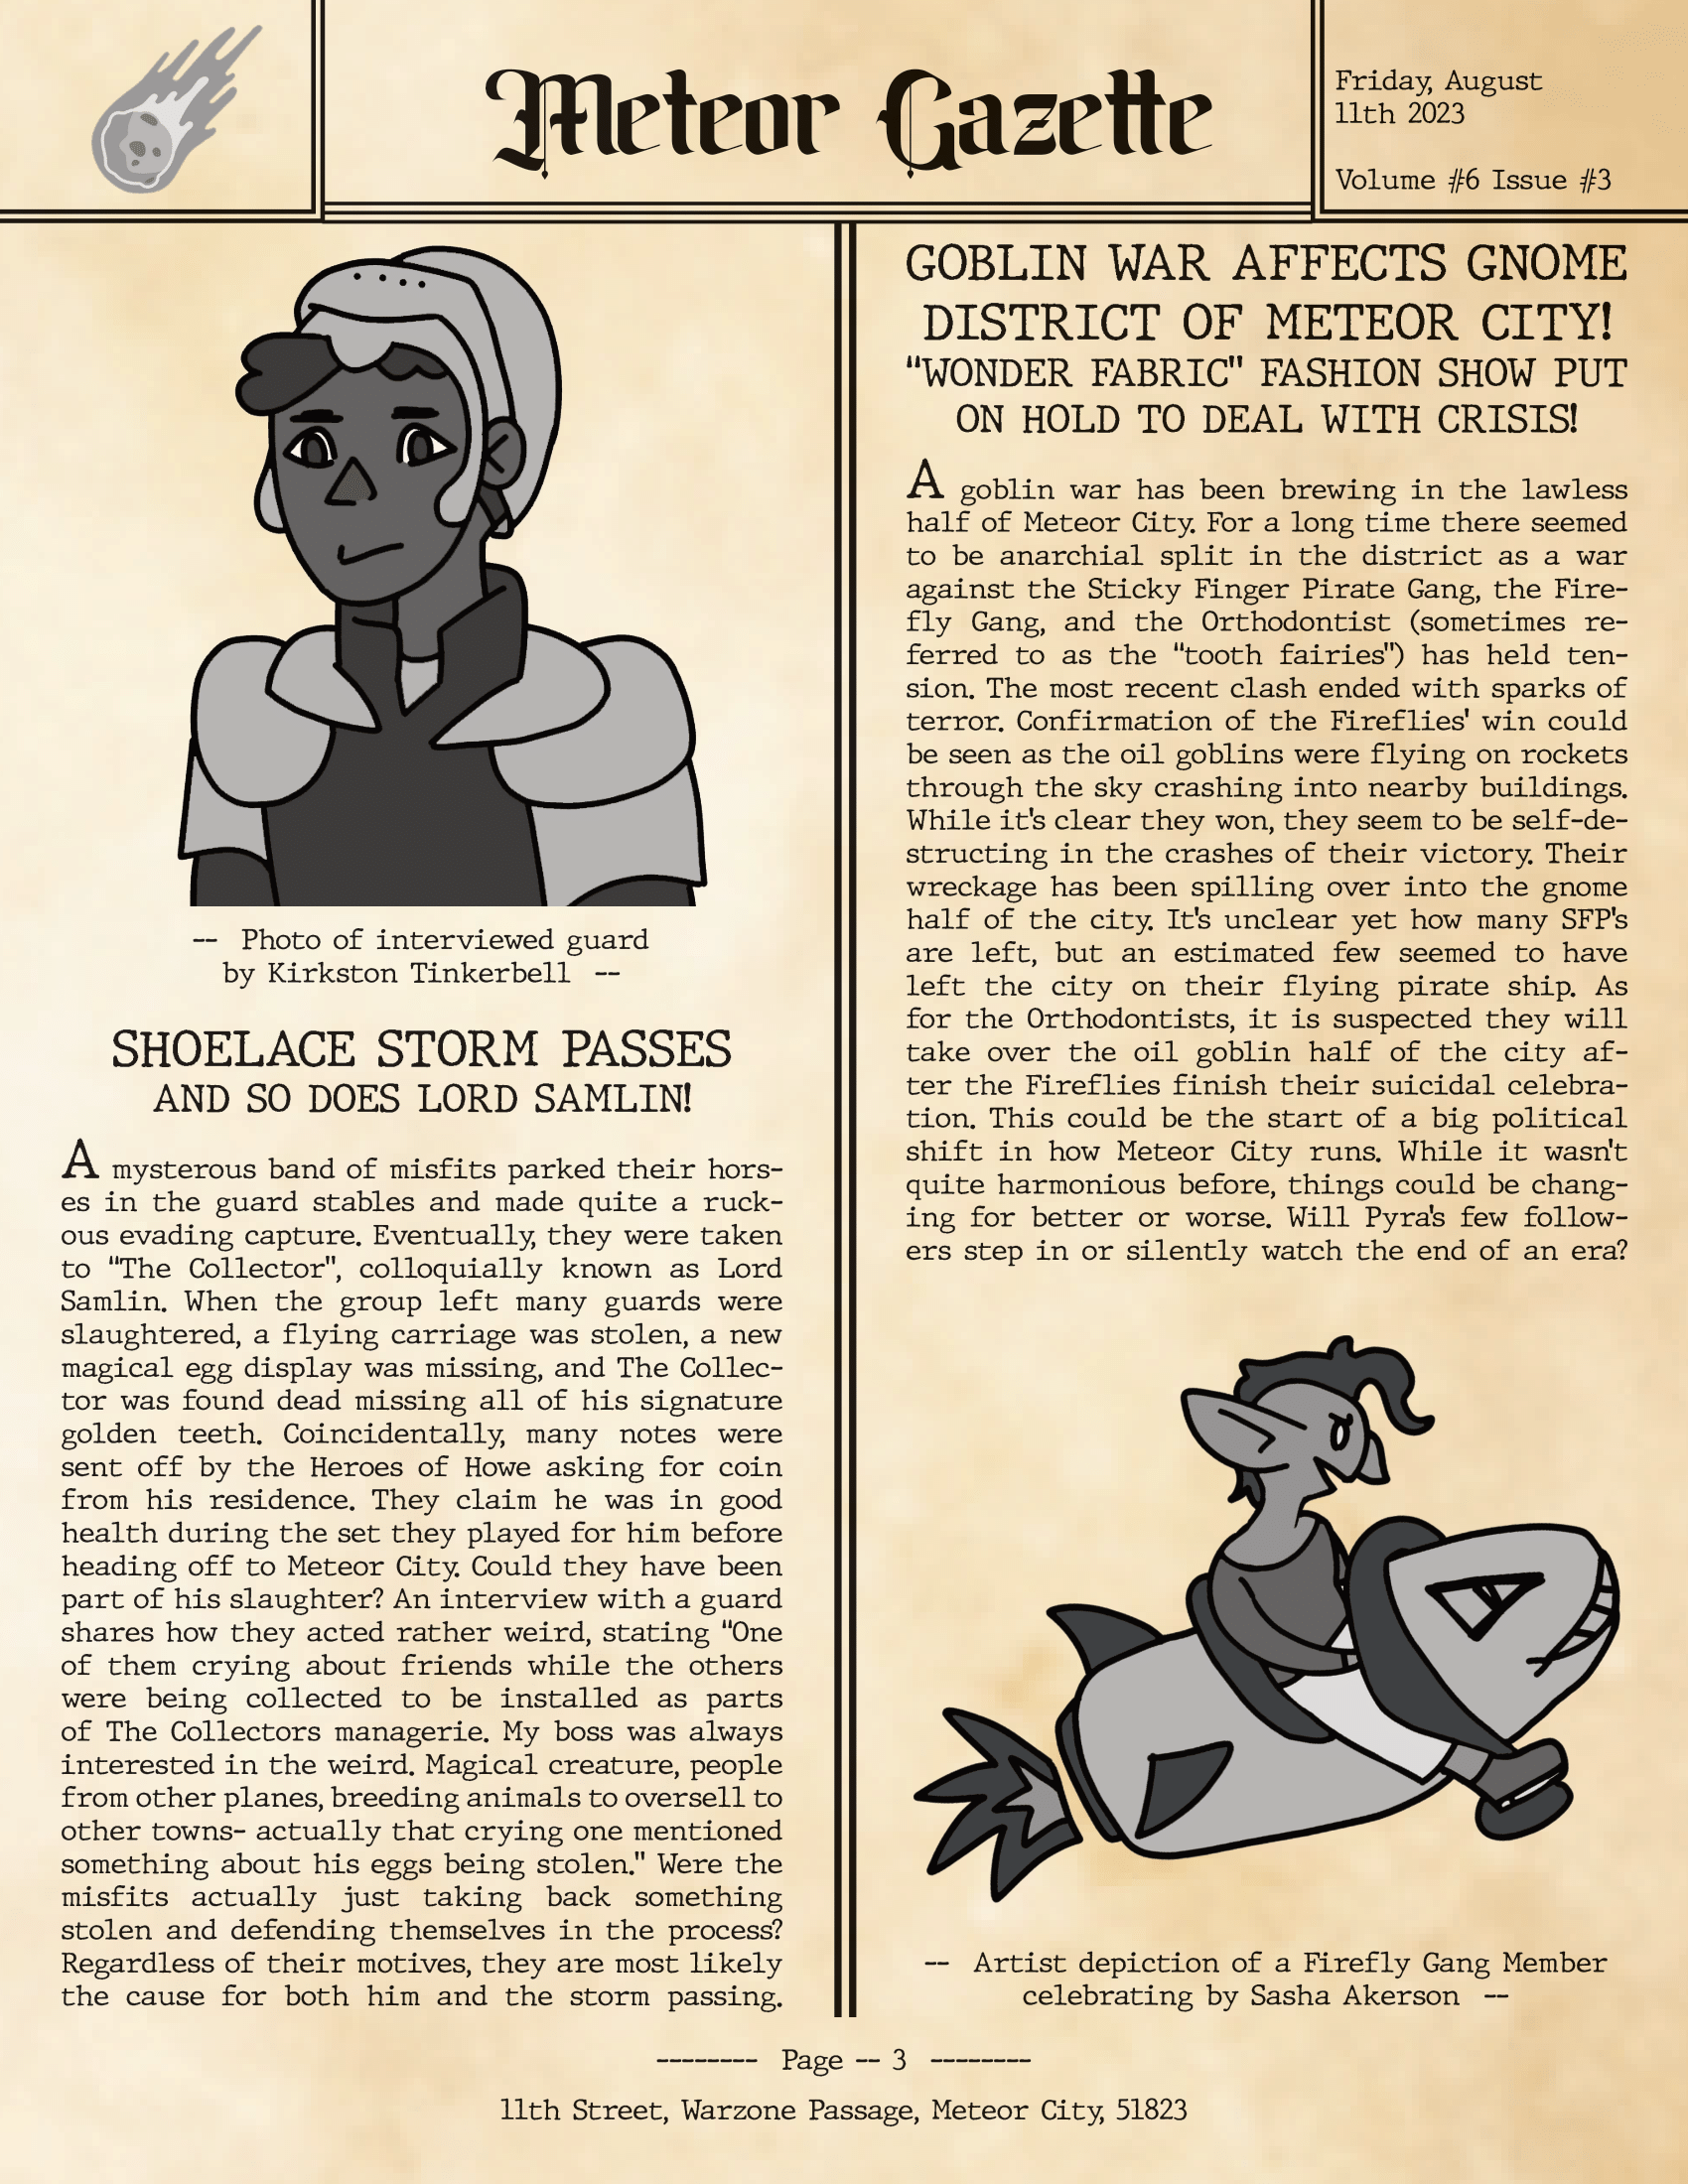 Meteor Gazette
Friday, August
11th 2023
Volume #6 Issue #3
-- Photo of interviewed guard
by Kirkston Tinkerbell --
SHOELACE STORM PASSES
AND SO DOES LORD SAMLIN!
A mysterous band of misfits parked their hors-
es in the guard stables and made quite a ruck-
ous evading capture. Eventually, they were taken
to "The Collector", colloquially known as Lord
Samlin. When the group left many guards were
slaughtered, a flying carriage was stolen, a new
magical egg display was missing, and The Collec-
tor was found dead missing all of his signature
golden teeth. Coincidentally, many notes were
sent off by the Heroes of Howe asking for coin
from his residence. They claim he was in good
health during the set they played for him before
heading off to Meteor City. Could they have been
part of his slaughter? An interview with a guard
shares how they acted rather weird, stating "One
of them crying about friends while the others
were being collected to be installed as parts
of The Collectors managerie. My boss was always
interested in the weird. Magical creature, people
from other planes, breeding animals to oversell to
other towns- actually that crying one mentioned
something about his eggs being stolen." Were the
misfits actually just taking back something
stolen and defending themselves in the process?
Regardless of their motives, they are most likely
the cause for both him and the storm passing.
GOBLIN WAR AFFECTS GNOME
DISTRICT OF METEOR CITY!
"WONDER FABRIC" FASHION SHOW PUT
ON HOLD TO DEAL WITH CRISIS!
A goblin war has been brewing in the lawless
half of Meteor City. For a long time there seemed
to be anarchial split in the district as a war
against the Sticky Finger Pirate Gang, the Fire-
fly Gang, and the Orthodontist (sometimes re-
ferred to as the "tooth fairies") has held ten-
sion. The most recent clash ended with sparks of
terror. Confirmation of the Fireflies' win could
be seen as the oil goblins were flying on rockets
through the sky crashing into nearby buildings.
While it's clear they won, they seem to be self-de-
structing in the crashes of their victory. Their
wreckage has been spilling over into the gnome
half of the city. It's unclear yet how many SFP's
are left, but an estimated few seemed to have
left the city on their flying pirate ship. As
for the Orthodontists, it is suspected they will
take over the oil goblin half of the city af-
ter the Fireflies finish their suicidal celebra-
tion. This could be the start of a big political
shift in how Meteor City runs. While it wasn't
quite harmonious before, things could be chang-
ing for better or worse. Will Pyra's few follow-
ers step in or silently watch the end of an era?
-- Artist depiction of a Firefly Gang Member
celebrating by Sasha Akerson --
-------- Page -- 3 --------
11th Street, Warzone Passage, Meteor City, 51823